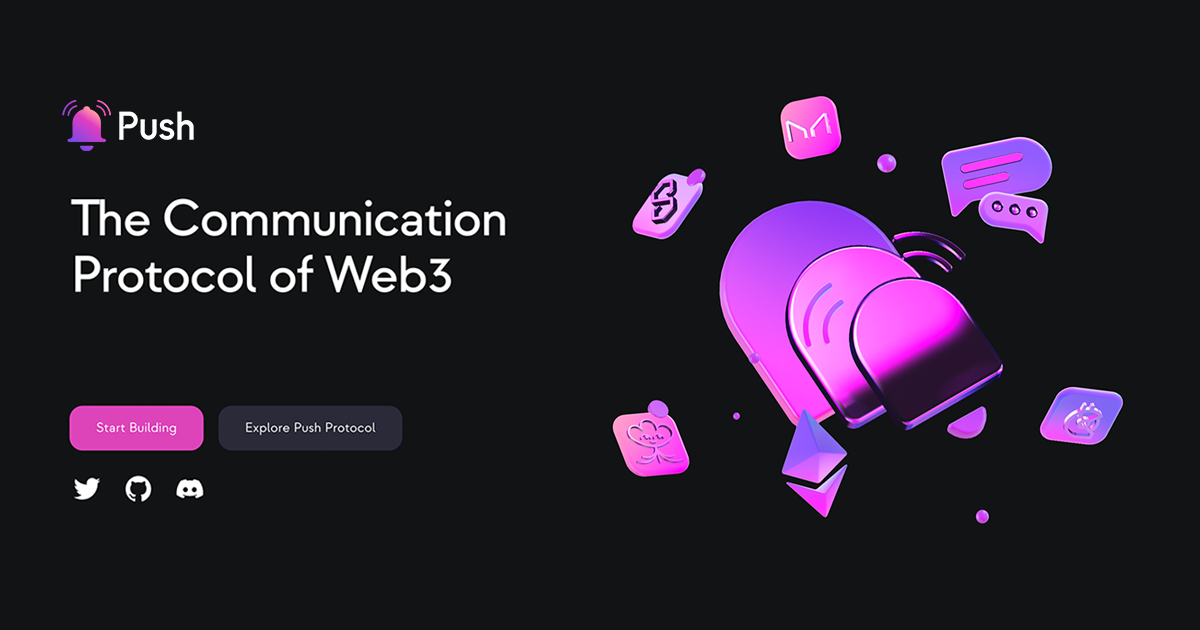 Push
The Communication
Protocol of Web3
Start Building
Explore Push Protocol